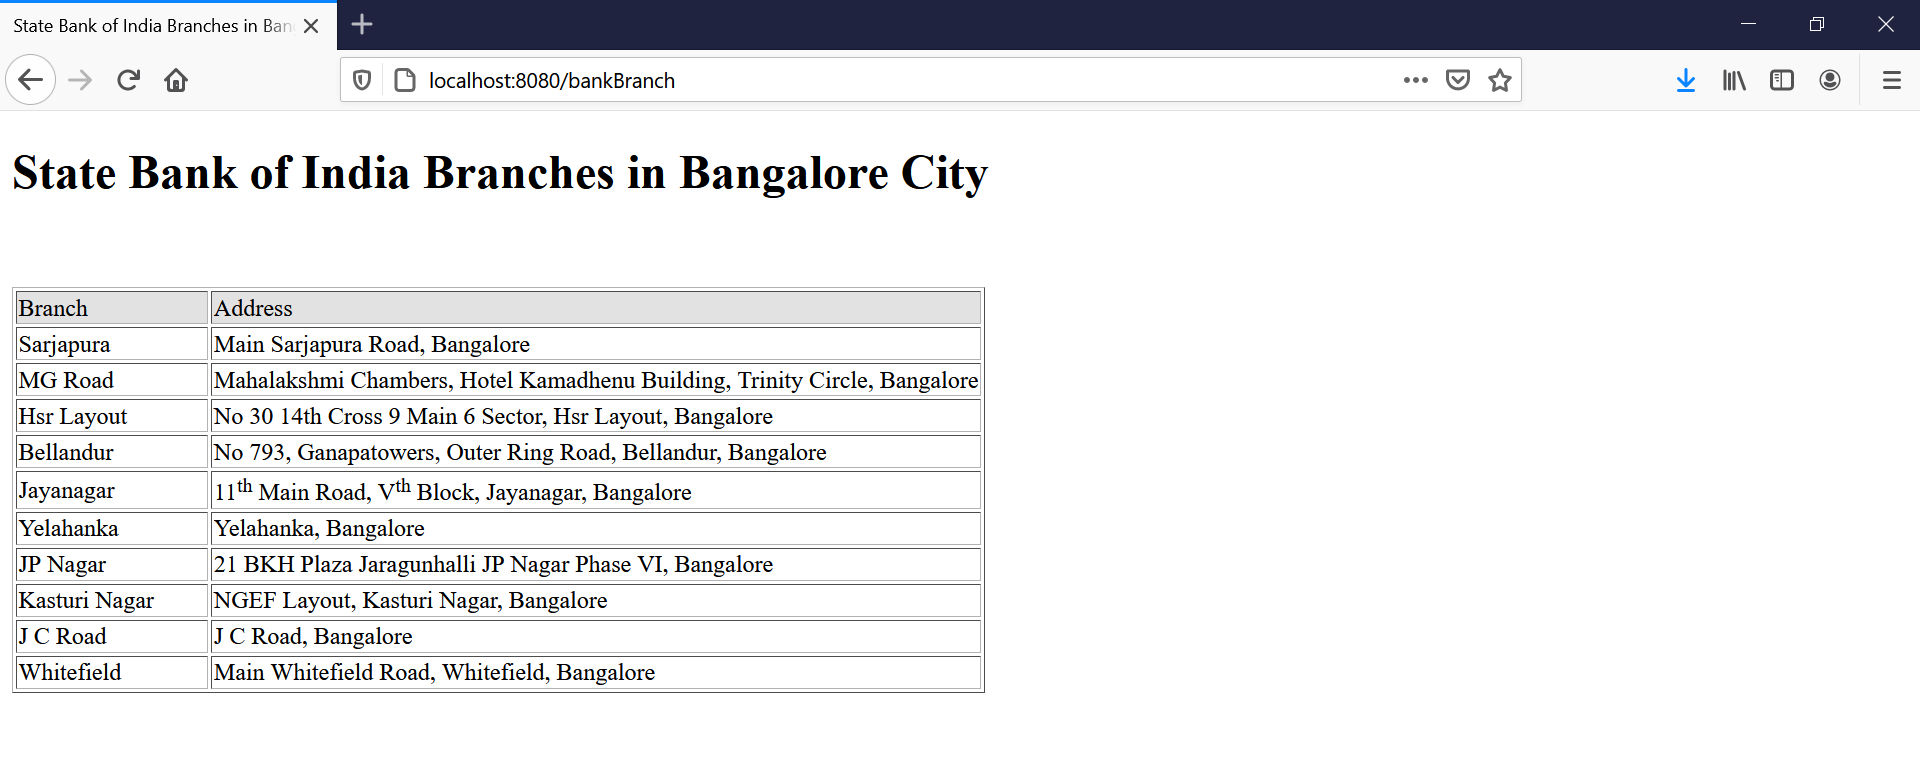 State Bank of India Branches in Ban
localhost:8080/bankBranch
State Bank of India Branches in Bangalore City
Branch Address
Sarjapura Main Sarjapura Road, Bangalore
MG Road Mahalakshmi Chambers, Hotel Kamadhenu Building, Trinity Circle, Bangalore
Hsr Layout No 30 14th Cross 9 Main 6 Sector, Hsr Layout, Bangalore
Bellandur No 793, Ganapatowers, Outer Ring Road, Bellandur, Bangalore
Jayanagar 11th Main Road, Vth Block, Jayanagar, Bangalore
Yelahanka Yelahanka, Bangalore
JP Nagar 21 BKH Plaza Jaragunhalli JP Nagar Phase VI, Bangalore
Kasturi Nagar NGEF Layout, Kasturi Nagar, Bangalore
J C Road J C Road, Bangalore
Whitefield Main Whitefield Road, Whitefield, Bangalore